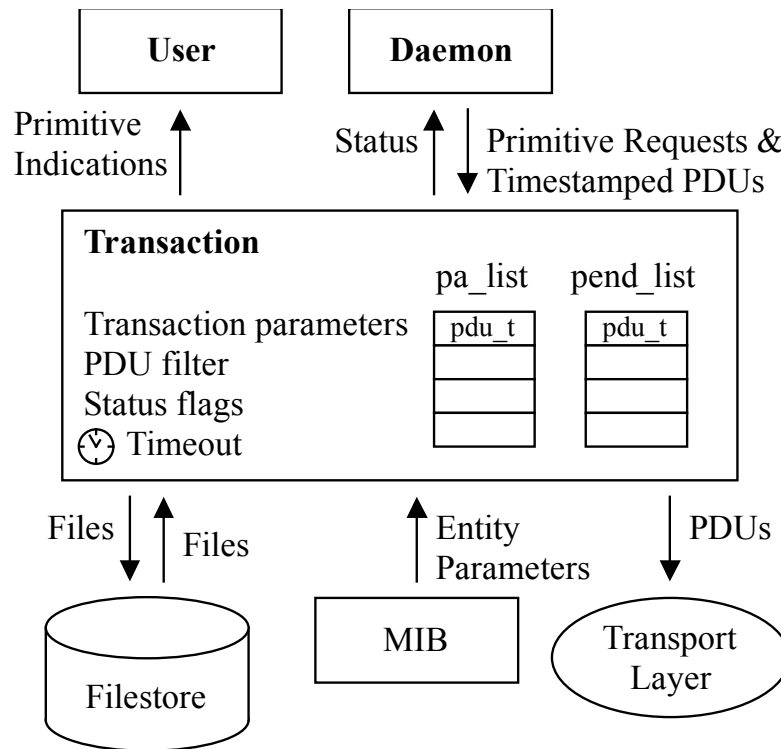 User
Daemon
Primitive
Indications
Status
Primitive Requests &
Timestamped PDUs
Transaction
pa_list
pend_list
Transaction parameters
pdu_t
pdu_t
PDU filter
Status flags
Timeout
Files
Files
Entity
Parameters
PDUs
Filestore
MIB
Transport
Layer